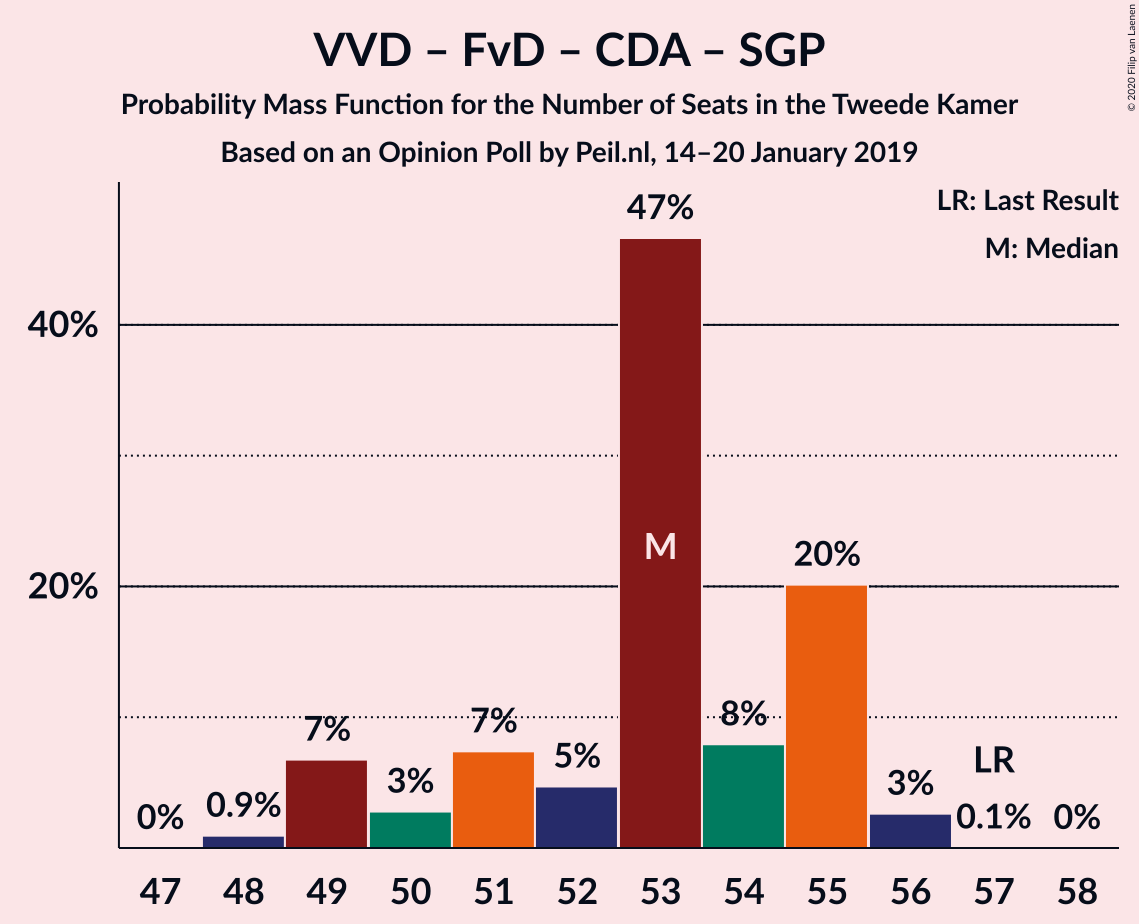 VVD – FvD – CDA – SGP
Probability Mass Function for the Number of Seats in the Tweede Kamer
Based on an Opinion Poll by Peil.nl, 14–20 January 2019
© 2020 Filip van Laenen
LR: Last Result
M: Median
40%
20%
0%
0.9%
7%
3%
7%
5%
47%
M
8%
20%
3%
LR
0.1%
0%
47 48 49 50 51 52 53 54 55 56 57 58